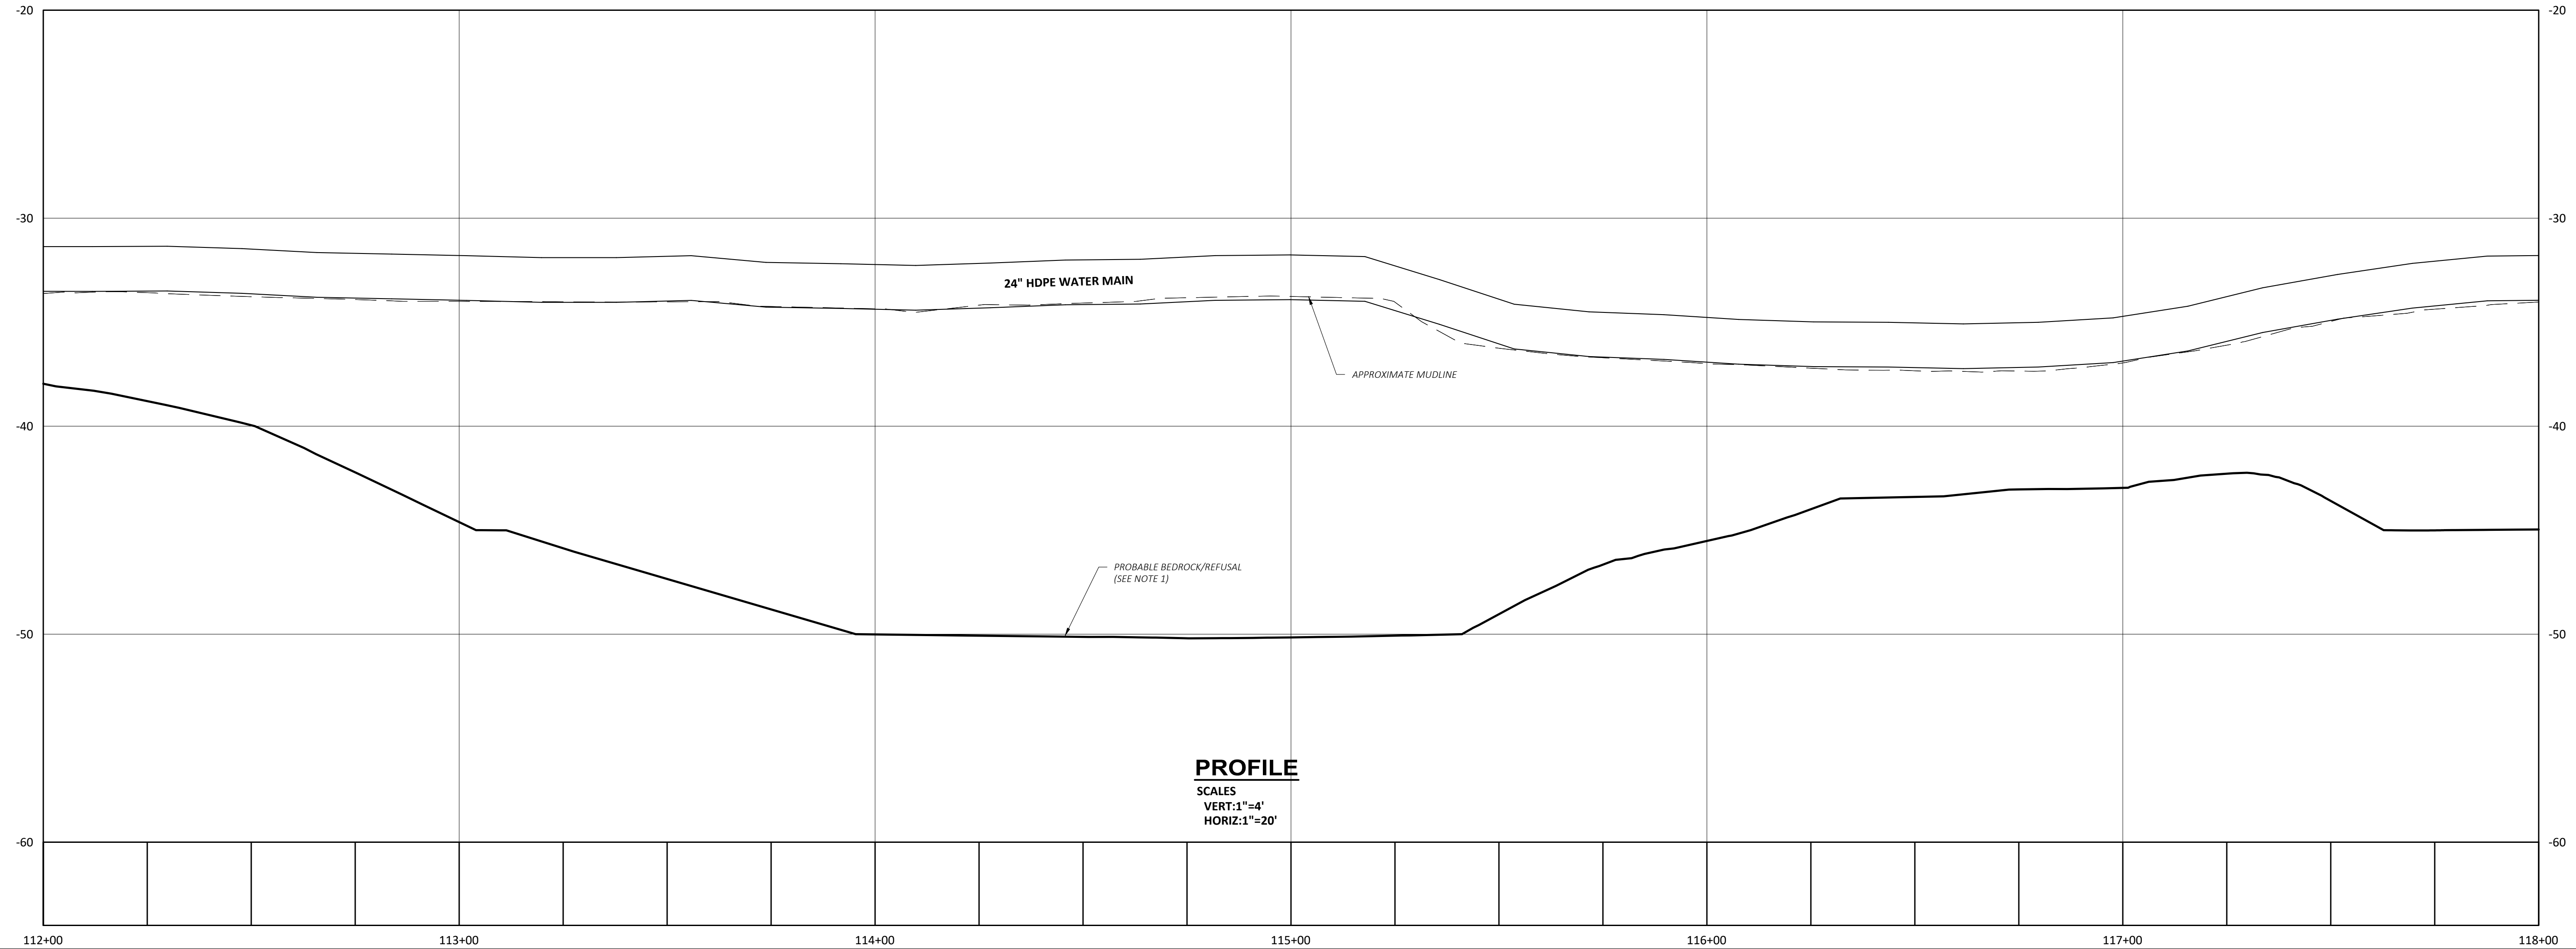 -20 -20
-30 -30
24" HDPE WATER MAIN
APPROXIMATE MUDLINE
-40 -40
PROBABLE BEDROCK/REFUSAL
(SEE NOTE 1)
-50 -50
PROFILE
SCALES
VERT:1"=4'
HORIZ:1"=20'
-60 -60
112+00 113+00 114+00 115+00 116+00 117+00 118+00